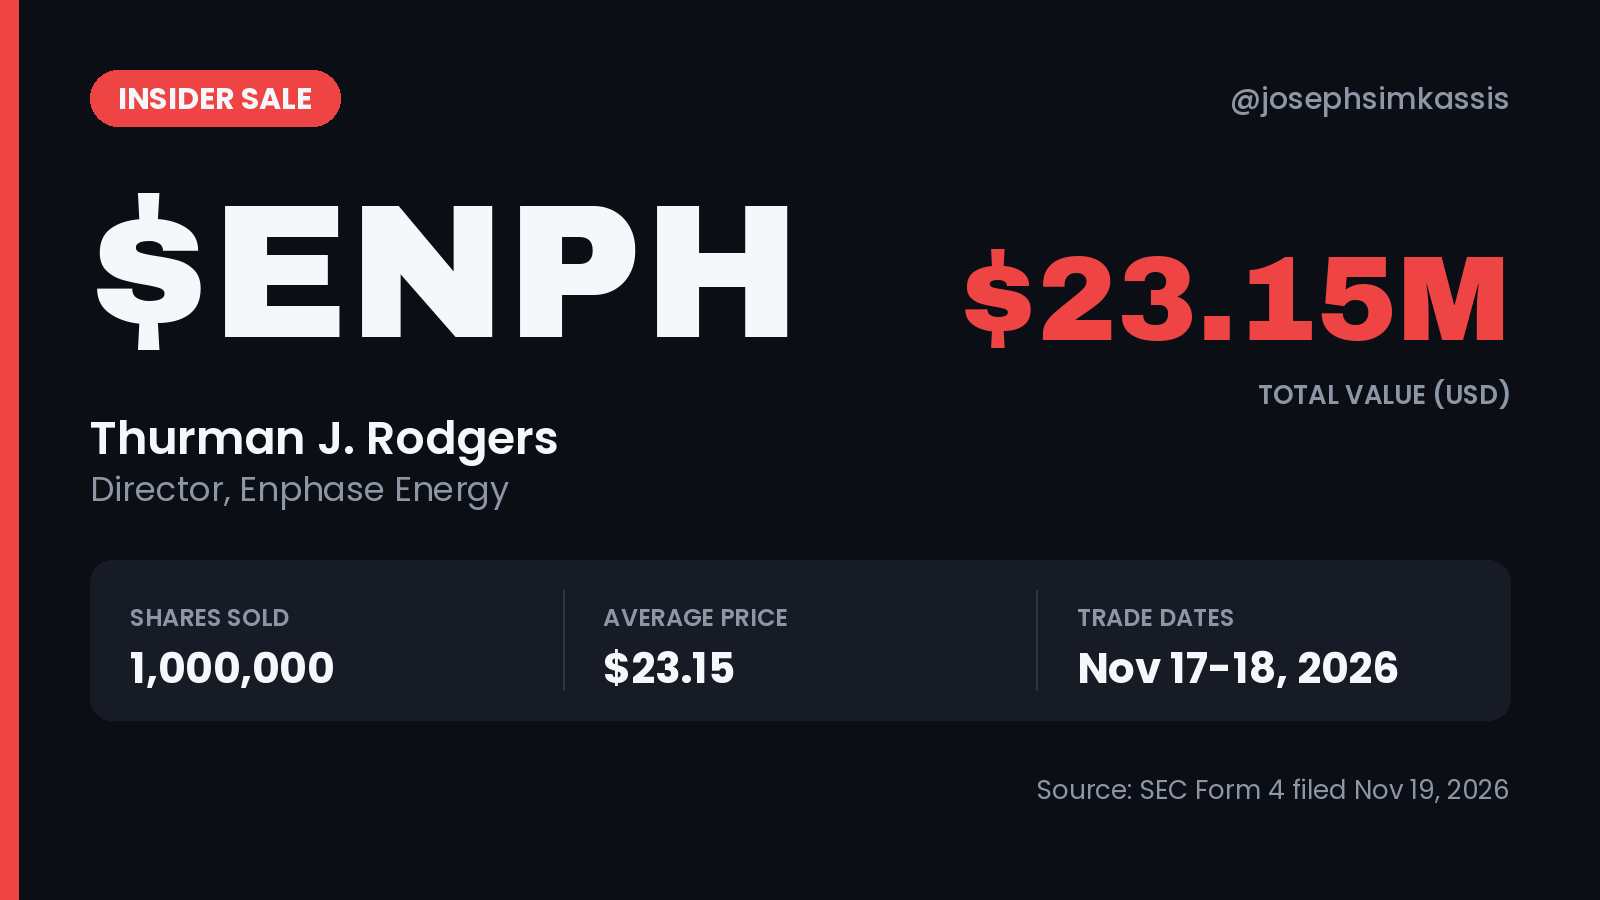 INSIDER SALE
@josephsimkassis
$ENPH
$23.15M
TOTAL VALUE (USD)
Thurman J. Rodgers
Director, Enphase Energy
SHARES SOLD
1,000,000
AVERAGE PRICE
$23.15
TRADE DATES
Nov 17-18, 2026
Source: SEC Form 4 filed Nov 19, 2026